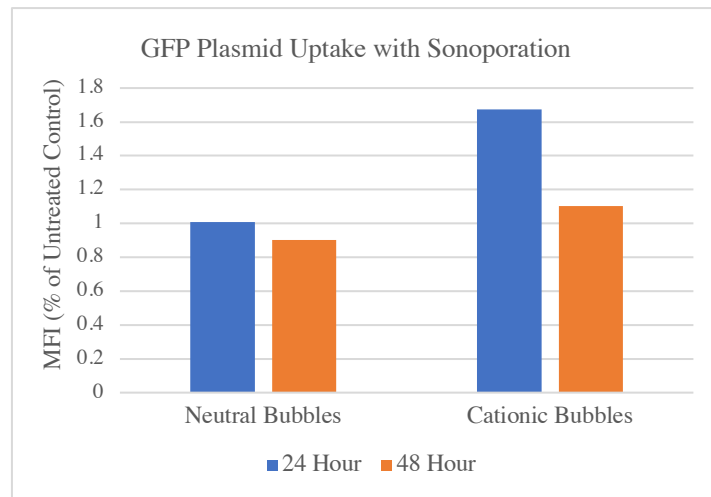 GFP Plasmid Uptake with Sonoporation
MFI (% of Untreated Control)
1.8
1.6
1.4
1.2
1
0.8
0.6
0.4
0.2
0
Neutral Bubbles
Cationic Bubbles
24 Hour
48 Hour